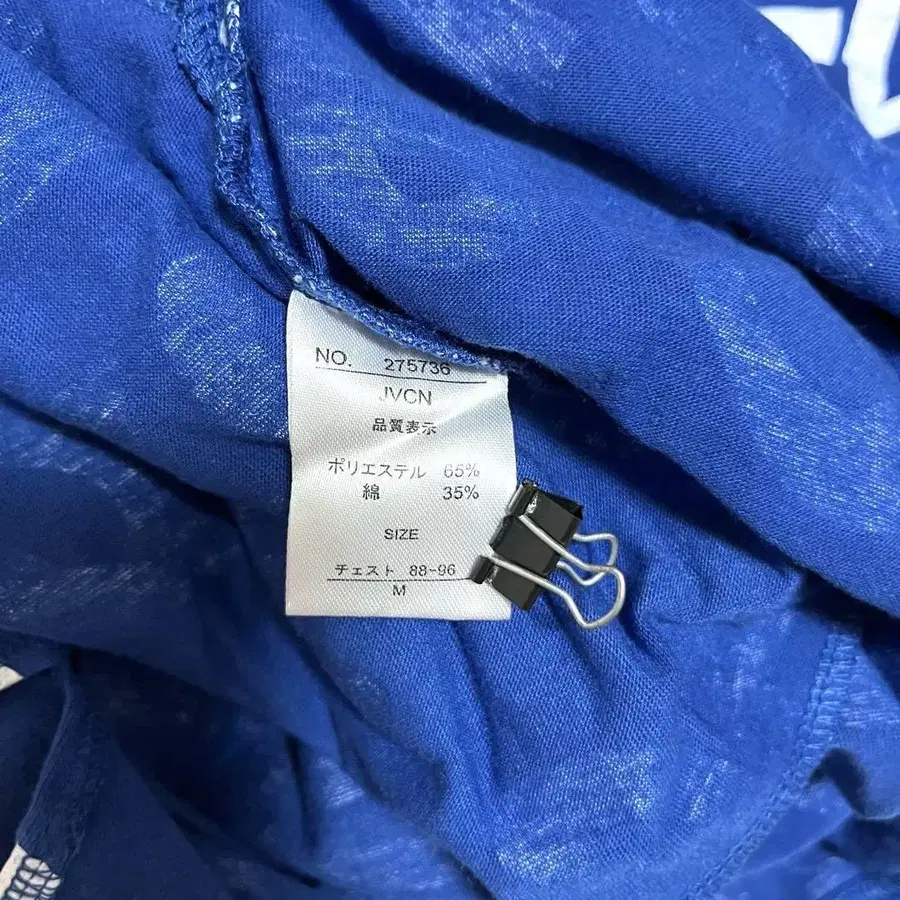 NO. 275736
JVCN
品質表示
ポリエステル 65%
綿 35%
SIZE
チェスト 88-96
M